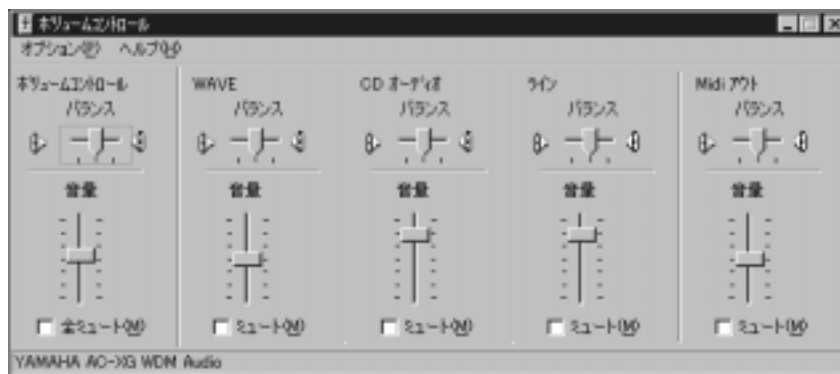 ボリュームコントロール
オプション(P) ヘルプ(H)
ボリュームコントロール WAVE CD オーディオ ライン Midi アウト
バランス バランス バランス バランス バランス
音量 音量 音量 音量 音量
全ミュート(M) ミュート(M) ミュート(M) ミュート(M) ミュート(M)
YAMAHA AC-XG WDM Audio